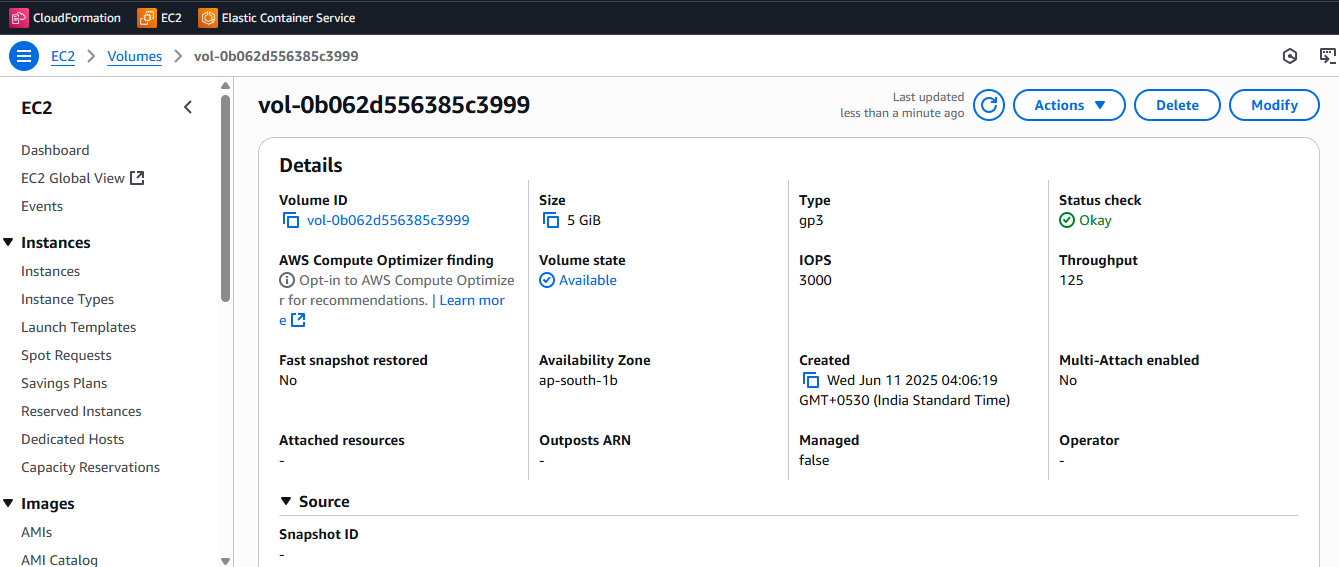 CloudFormation EC2 Elastic Container Service
EC2 Volumes vol-0b062d556385c3999
EC2
Dashboard
EC2 Global View
Events
Instances
Instances
Instance Types
Launch Templates
Spot Requests
Savings Plans
Reserved Instances
Dedicated Hosts
Capacity Reservations
Images
AMIs
AMI Catalog
vol-0b062d556385c3999
Last updated
less than a minute ago
Actions
Delete
Modify
Details
Volume ID
vol-0b062d556385c3999
Size
5 GiB
Type
gp3
Status check
Okay
AWS Compute Optimizer finding
Opt-in to AWS Compute Optimize
r for recommendations. | Learn mor
e
Volume state
Available
IOPS
3000
Throughput
125
Fast snapshot restored
No
Availability Zone
ap-south-1b
Created
Wed Jun 11 2025 04:06:19
GMT+0530 (India Standard Time)
Multi-Attach enabled
No
Attached resources
-
Outposts ARN
-
Managed
false
Operator
-
Source
Snapshot ID
-